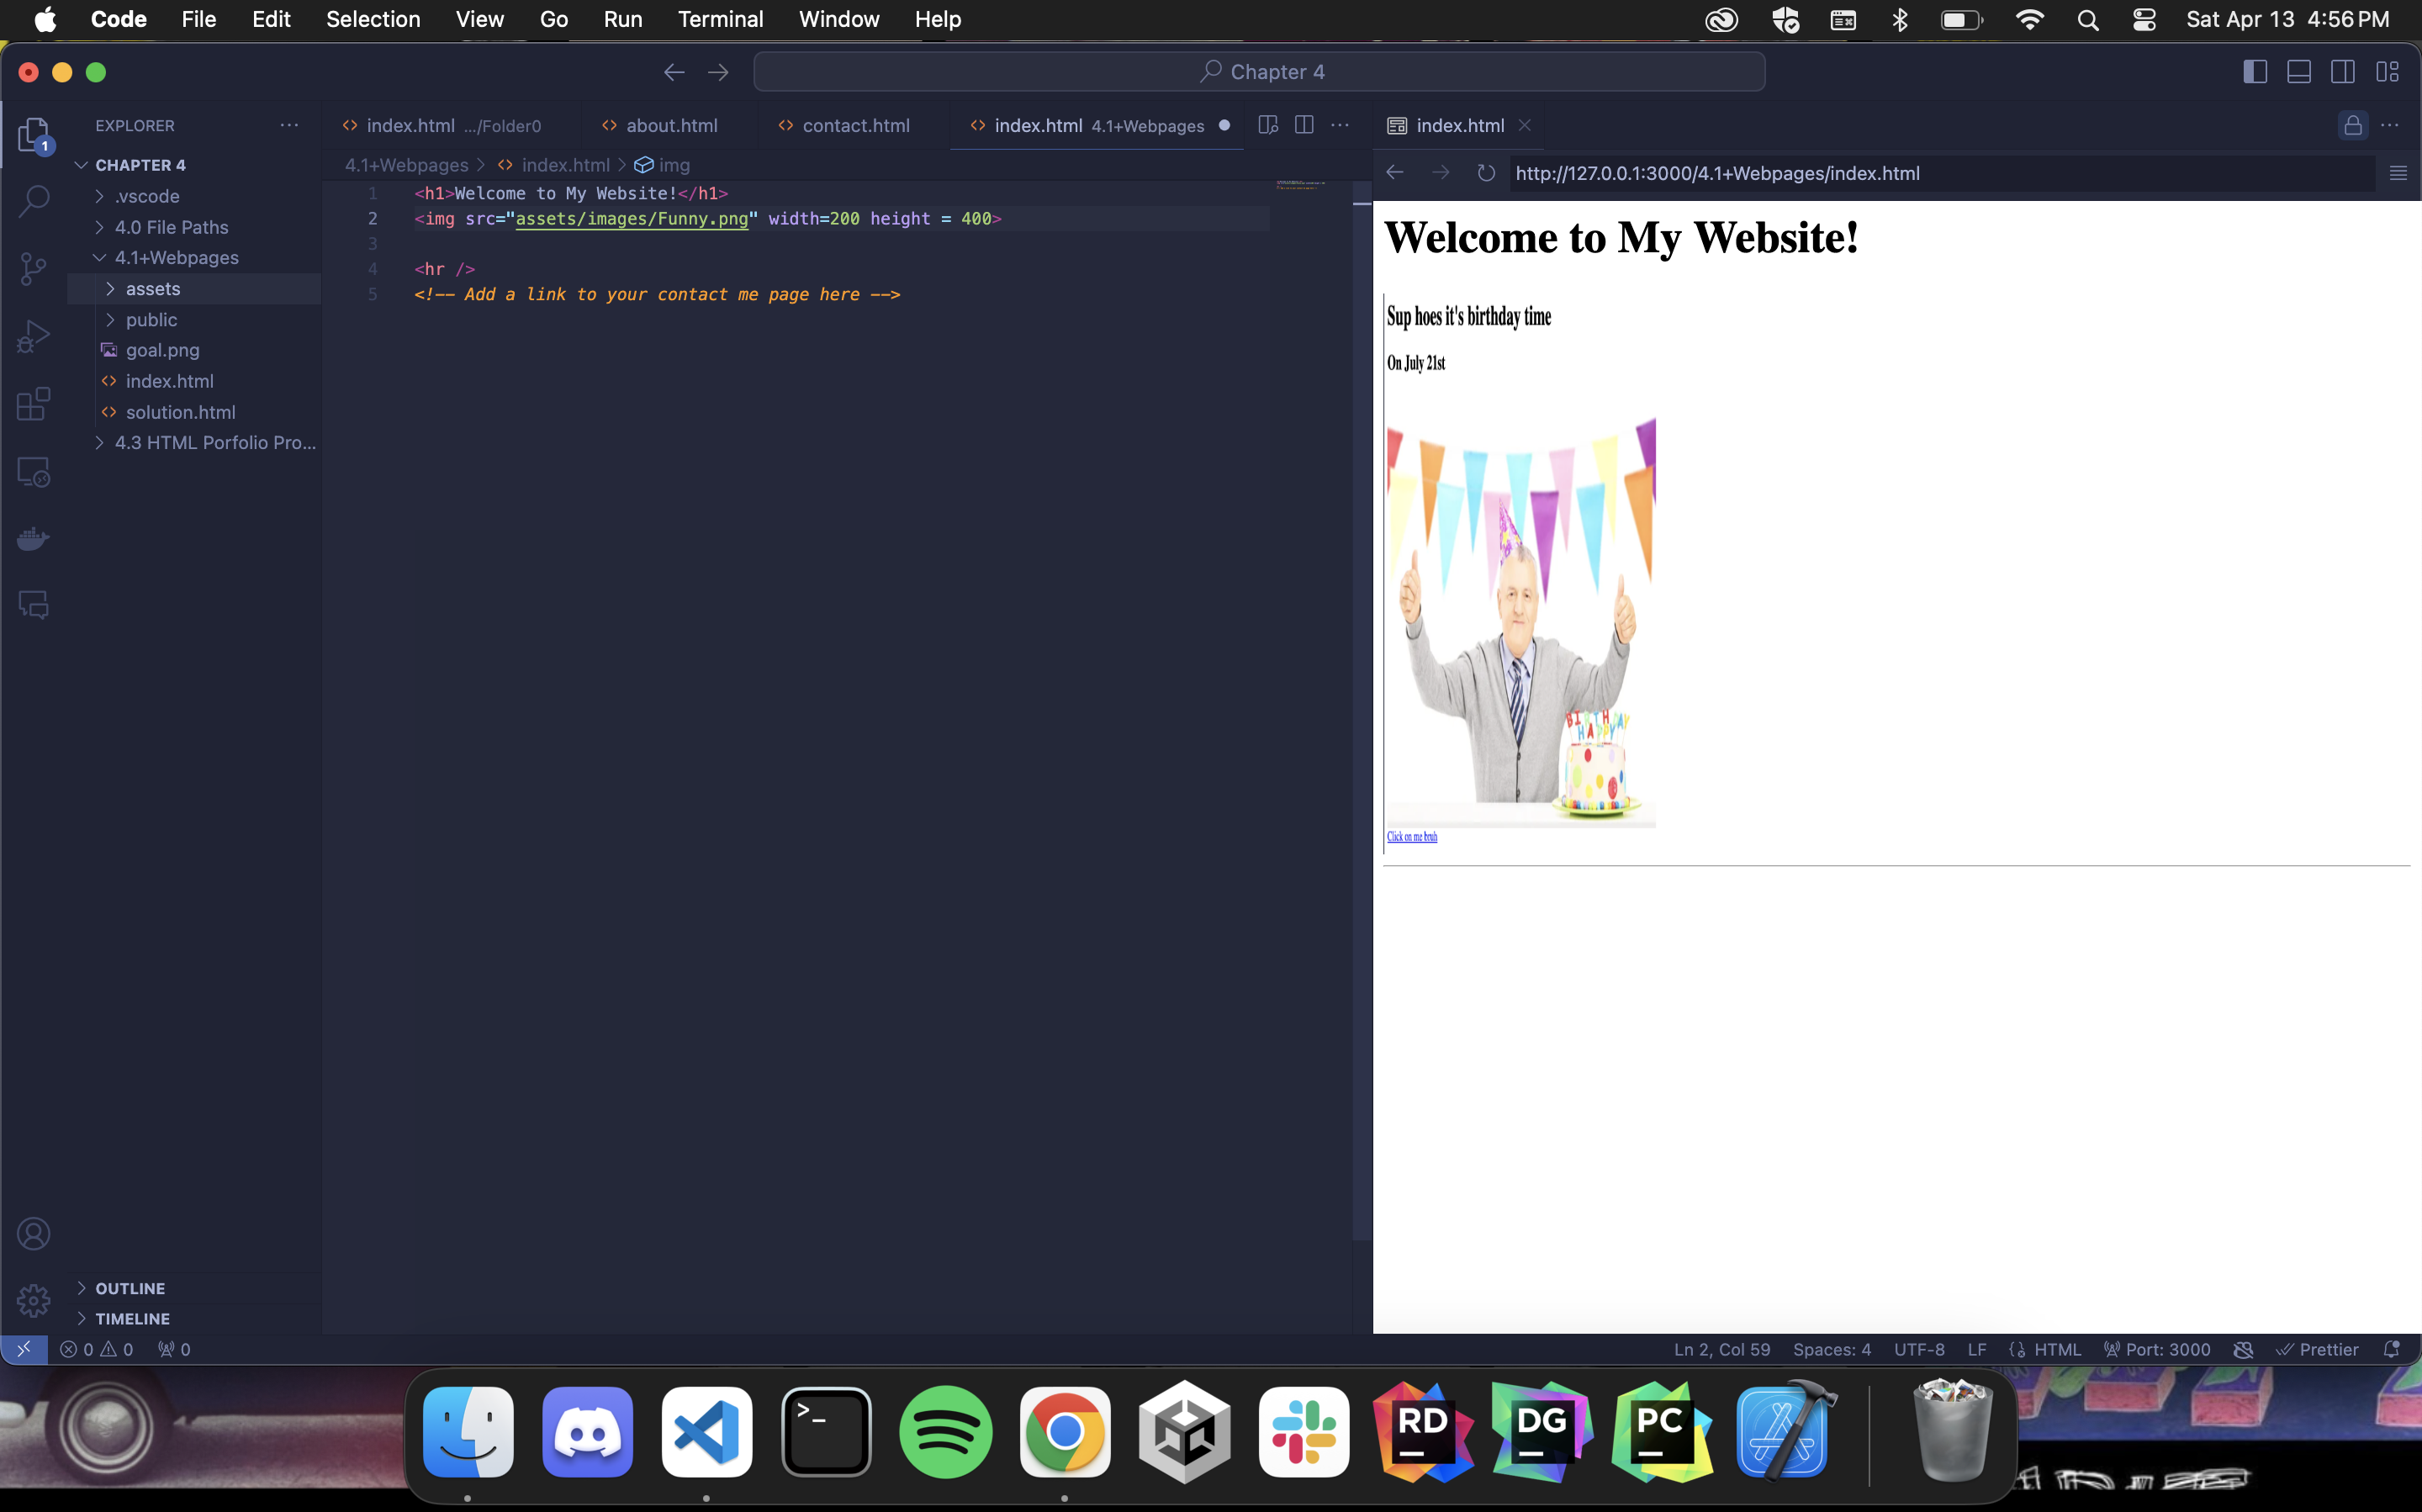 Code File Edit Selection View Go Run Terminal Window Help Sat Apr 13 4:56 PM
Chapter 4
EXPLORER
1
CHAPTER 4
.vscode
4.0 File Paths
4.1+Webpages
assets
public
goal.png
index.html
solution.html
4.3 HTML Porfolio Pro...
OUTLINE
TIMELINE
index.html .../Folder0 about.html contact.html index.html 4.1+Webpages
4.1+Webpages > index.html > img
1 <h1>Welcome to My Website!</h1>
2 <img src="assets/images/Funny.png" width=200 height = 400>
3
4 <hr />
5 <!-- Add a link to your contact me page here -->
index.html
http://127.0.0.1:3000/4.1+Webpages/index.html
Welcome to My Website!
Sup hoes it's birthday time
On July 21st
BIRTHDAY
HAPPY
Click on me bruh
0 0 0 Ln 2, Col 59 Spaces: 4 UTF-8 LF HTML Port: 3000 Prettier
>_ RD DG PC